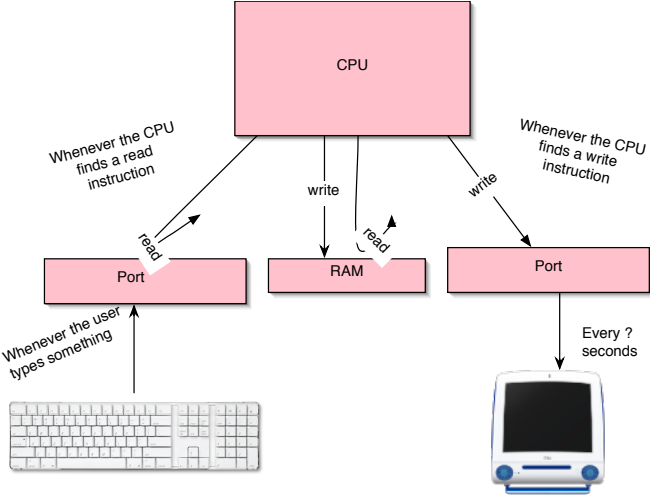 CPU
Whenever the CPU
finds a read
instruction
Whenever the CPU
finds a write
instruction
write
write
read
read
Port
RAM
Port
Whenever the user
types something
Every ?
seconds